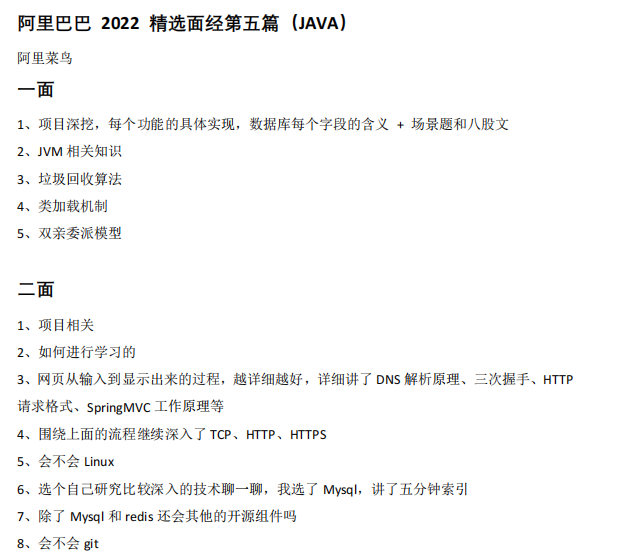 阿里巴巴 2022 精选面经第五篇（JAVA）
阿里菜鸟
一面
1、项目深挖，每个功能的具体实现，数据库每个字段的含义 + 场景题和八股文
2、JVM 相关知识
3、垃圾回收算法
4、类加载机制
5、双亲委派模型
二面
1、项目相关
2、如何进行学习的
3、网页从输入到显示出来的过程，越详细越好，详细讲了 DNS 解析原理、三次握手、HTTP
请求格式、SpringMVC 工作原理等
4、围绕上面的流程继续深入了 TCP、HTTP、HTTPS
5、会不会 Linux
6、选个自己研究比较深入的技术聊一聊，我选了 Mysql，讲了五分钟索引
7、除了 Mysql 和 redis 还会其他的开源组件吗
8、会不会 git